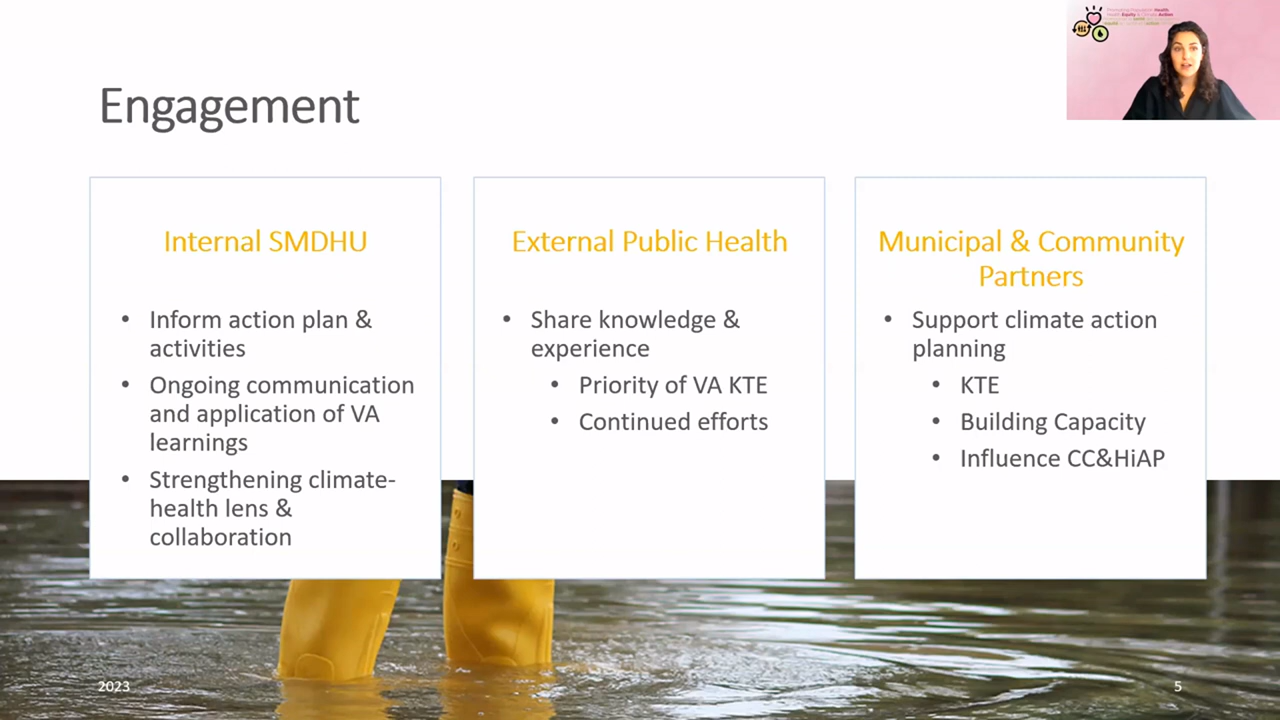 Engagement
Internal SMDHU
• Inform action plan &
activities
• Ongoing communication
and application of VA
learnings
• Strengthening climate-
health lens &
collaboration
External Public Health
• Share knowledge &
experience
• Priority of VA KTE
• Continued efforts
Municipal & Community
Partners
• Support climate action
planning
• KTE
• Building Capacity
• Influence CC&HiAP
2023
5